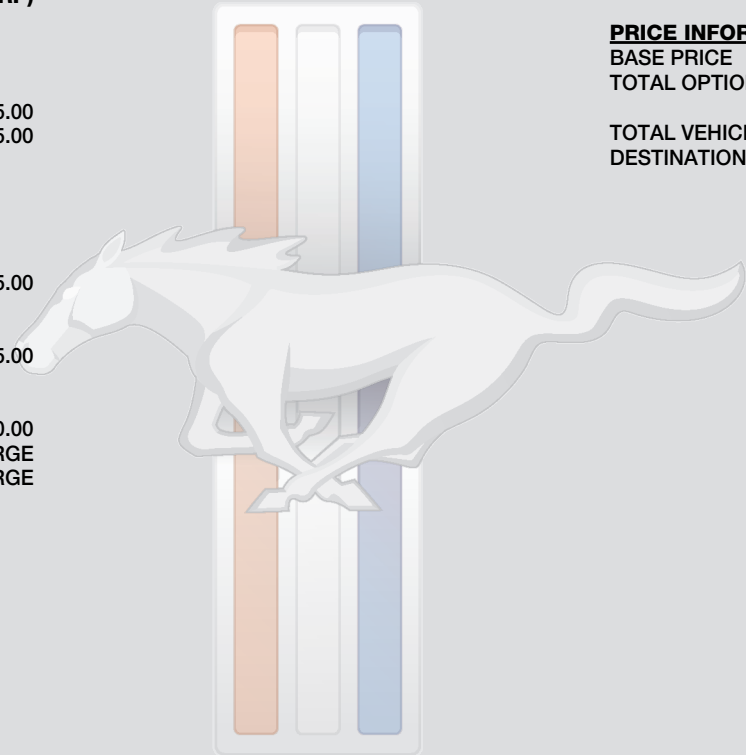 RP)
5.00
5.00
5.00
5.00
0.00
RGE
RGE
PRICE INFOR
BASE PRICE
TOTAL OPTIO
TOTAL VEHICL
DESTINATION